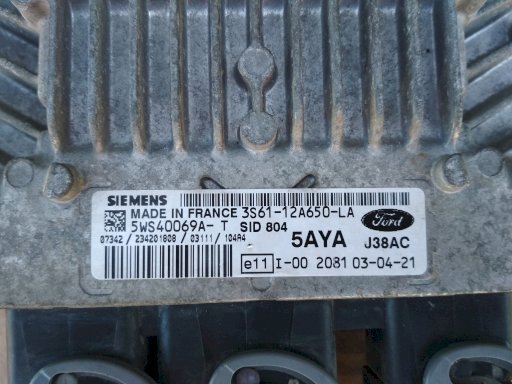 SIEMENS
MADE IN FRANCE 3S61-12A650-LA
5WS40069A- T SID 804
Ford
07342 / 234201808 / 03111 / 104A4
5AYA J38AC
e11 I-00 2081 03-04-21